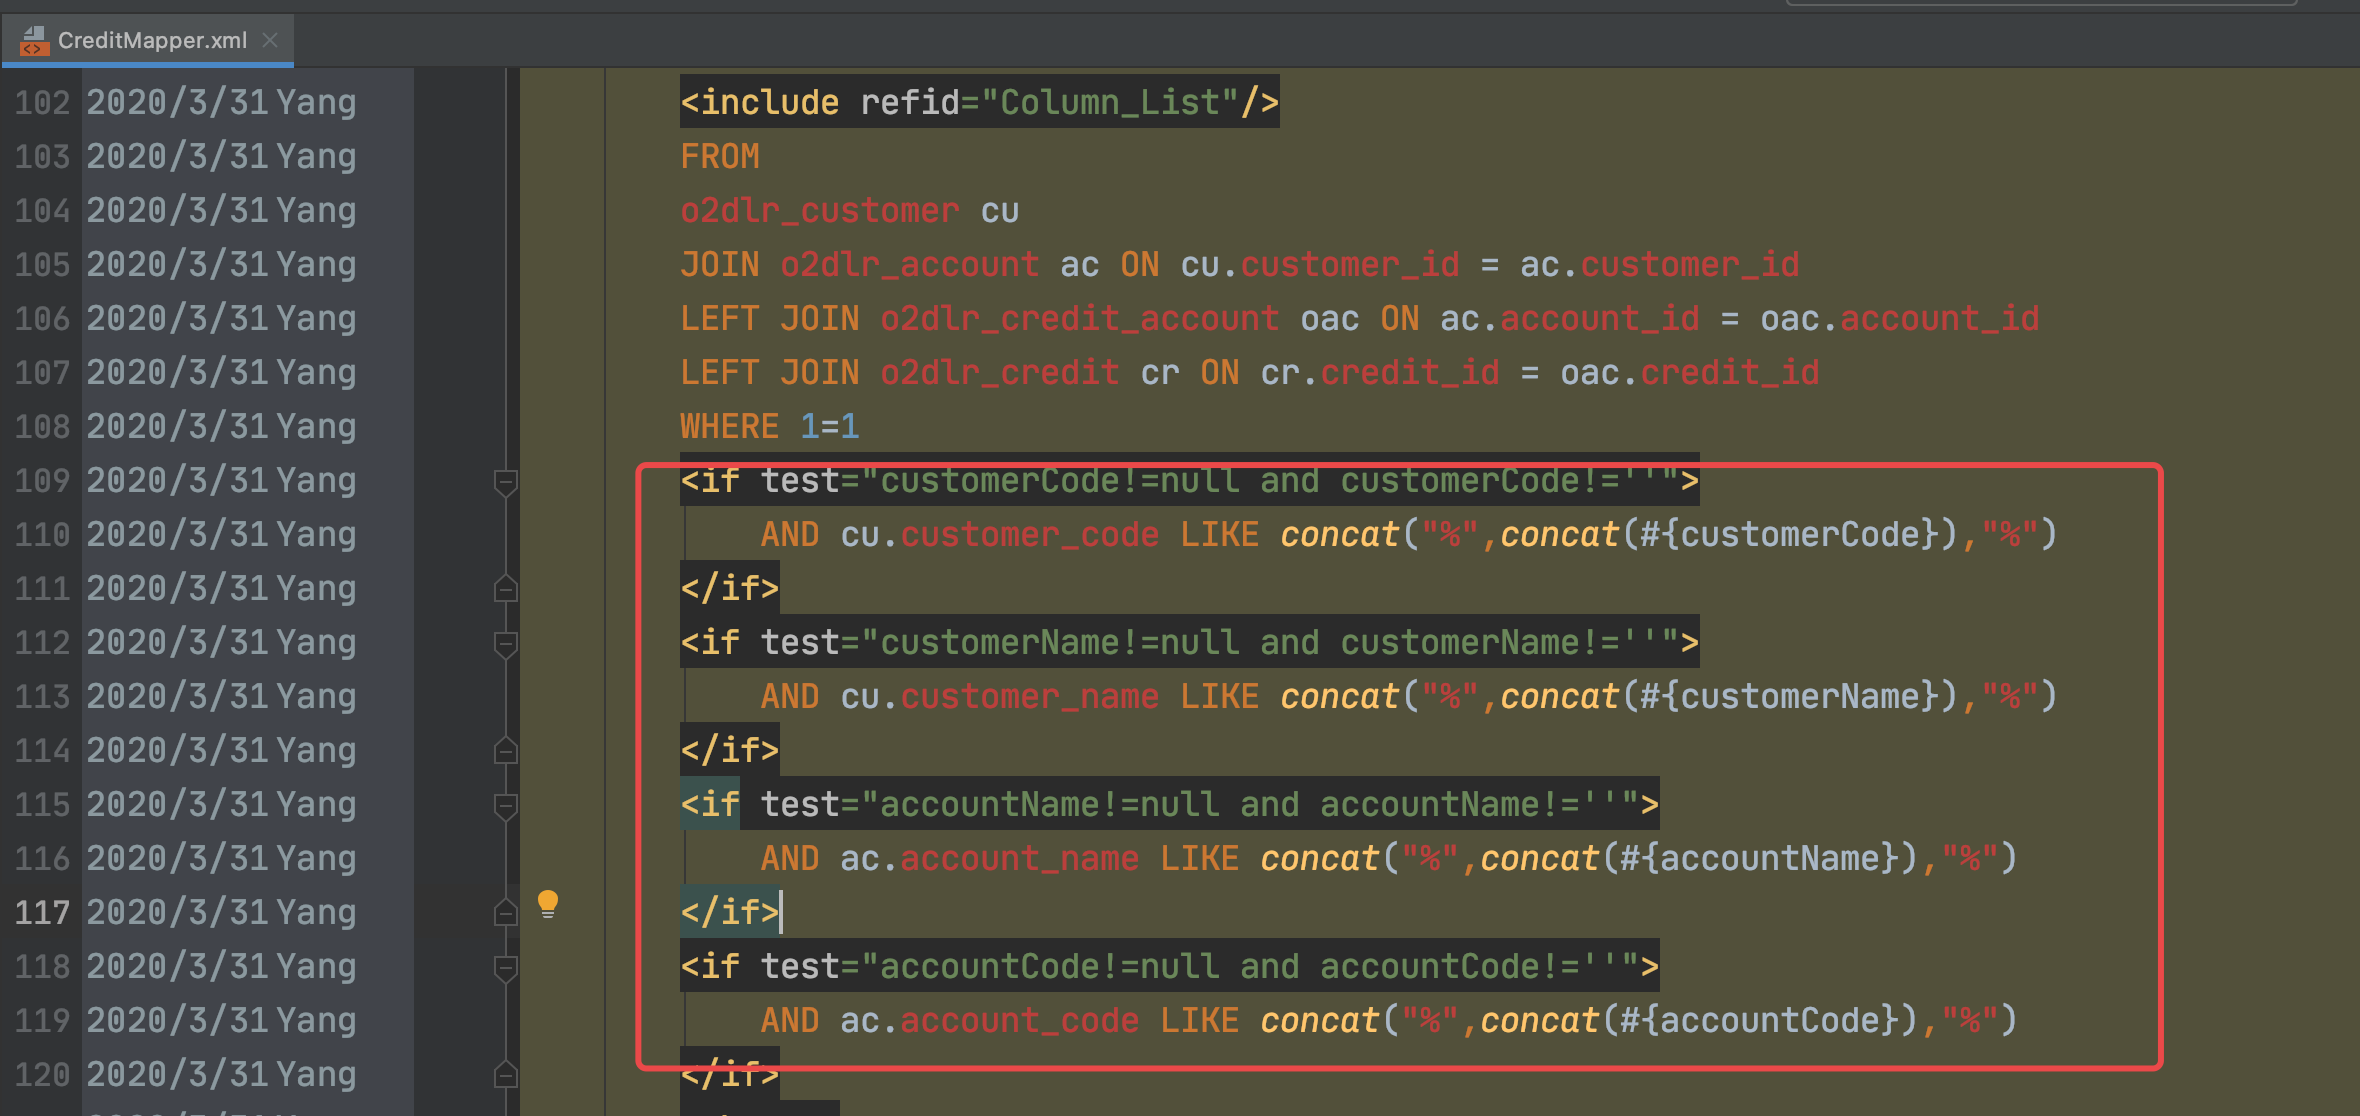 CreditMapper.xml
102 2020/3/31 Yang <include refid="Column_List"/>
103 2020/3/31 Yang FROM
104 2020/3/31 Yang o2dlr_customer cu
105 2020/3/31 Yang JOIN o2dlr_account ac ON cu.customer_id = ac.customer_id
106 2020/3/31 Yang LEFT JOIN o2dlr_credit_account oac ON ac.account_id = oac.account_id
107 2020/3/31 Yang LEFT JOIN o2dlr_credit cr ON cr.credit_id = oac.credit_id
108 2020/3/31 Yang WHERE 1=1
109 2020/3/31 Yang <if test="customerCode!=null and customerCode!=''">
110 2020/3/31 Yang AND cu.customer_code LIKE concat("%",concat(#{customerCode}),"%")
111 2020/3/31 Yang </if>
112 2020/3/31 Yang <if test="customerName!=null and customerName!=''">
113 2020/3/31 Yang AND cu.customer_name LIKE concat("%",concat(#{customerName}),"%")
114 2020/3/31 Yang </if>
115 2020/3/31 Yang <if test="accountName!=null and accountName!=''">
116 2020/3/31 Yang AND ac.account_name LIKE concat("%",concat(#{accountName}),"%")
117 2020/3/31 Yang </if>
118 2020/3/31 Yang <if test="accountCode!=null and accountCode!=''">
119 2020/3/31 Yang AND ac.account_code LIKE concat("%",concat(#{accountCode}),"%")
120 2020/3/31 Yang </if>